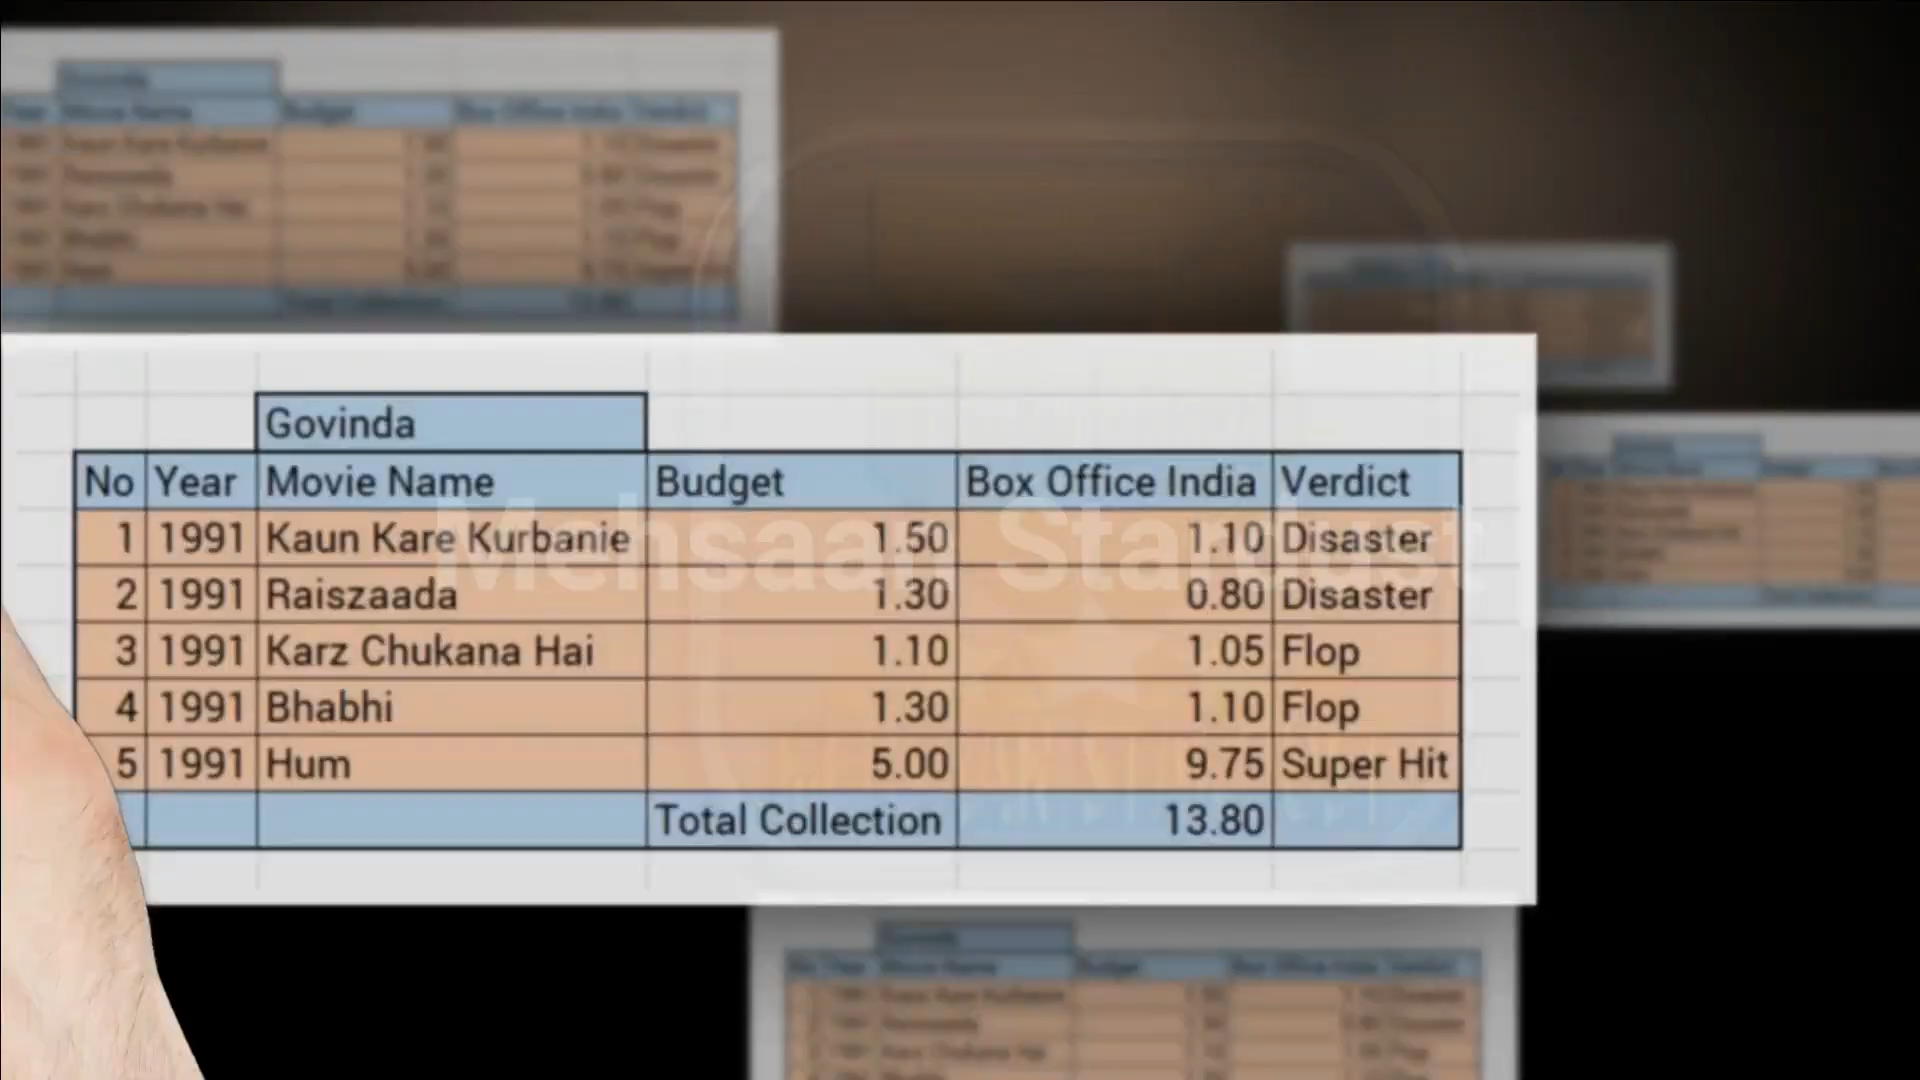 Govinda
No Year Movie Name Budget Box Office India Verdict
1 1991 Kaun Kare Kurbanie 1.50 1.10 Disaster
2 1991 Raiszaada 1.30 0.80 Disaster
3 1991 Karz Chukana Hai 1.10 1.05 Flop
4 1991 Bhabhi 1.30 1.10 Flop
5 1991 Hum 5.00 9.75 Super Hit
Total Collection 13.80
Mehsaan Stardust